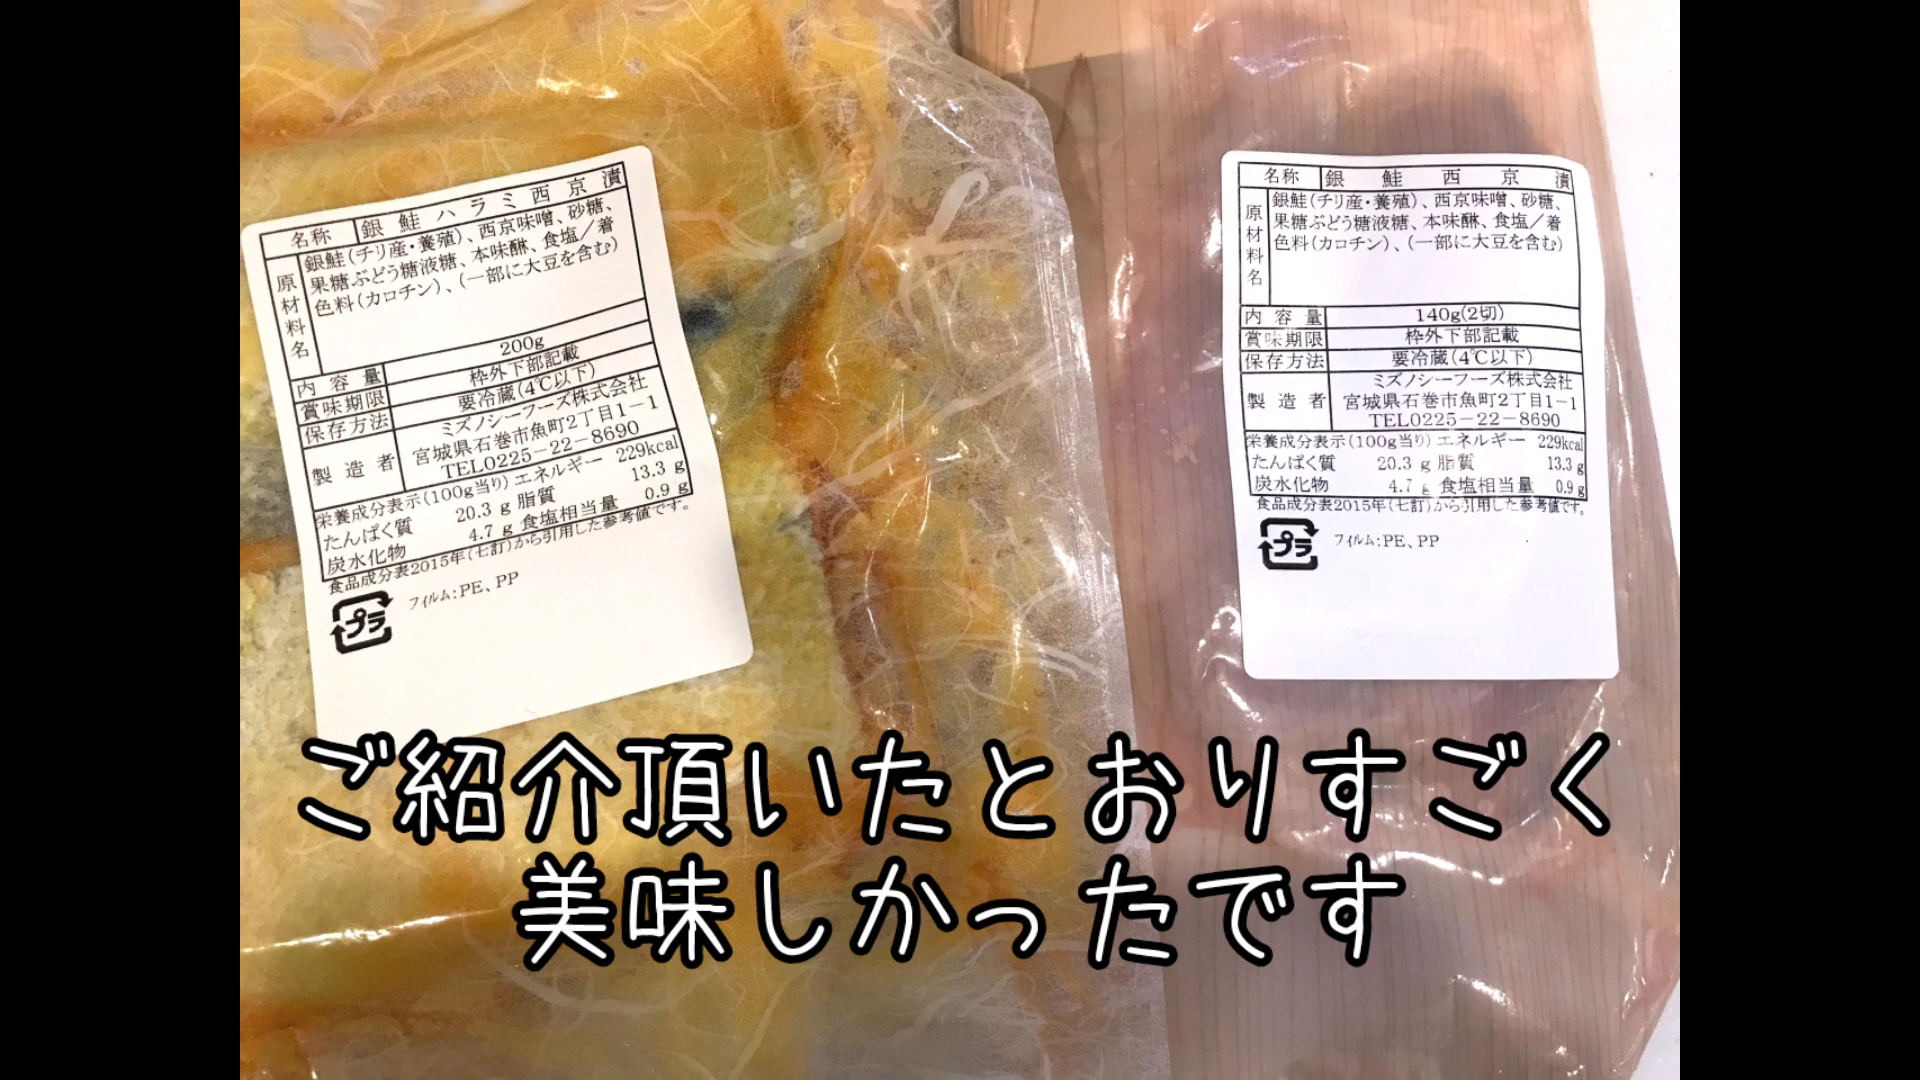 名称 銀鮭ハラミ西京漬
原材料名 銀鮭(チリ産・養殖)、西京味噌、砂糖、
果糖ぶどう糖液糖、本味醂、食塩／着
色料(カロチン)、(一部に大豆を含む)
内容量 200g
賞味期限 枠外下部記載
保存方法 要冷蔵(4℃以下)
製造者 ミズノシーフーズ株式会社
宮城県石巻市魚町2丁目1－1
TEL0225－22－8690
栄養成分表示(100g当り) エネルギー 229kcal
たんぱく質 20.3 g 脂質 13.3 g
炭水化物 4.7 g 食塩相当量 0.9 g
食品成分表2015年(七訂)から引用した参考値です。
プラ フィルム:PE、PP
名称 銀鮭西京漬
原材料名 銀鮭(チリ産・養殖)、西京味噌、砂糖、
果糖ぶどう糖液糖、本味醂、食塩／着
色料(カロチン)、(一部に大豆を含む)
内容量 140g(2切)
賞味期限 枠外下部記載
保存方法 要冷蔵(4℃以下)
製造者 ミズノシーフーズ株式会社
宮城県石巻市魚町2丁目1－1
TEL0225－22－8690
栄養成分表示(100g当り) エネルギー 229kcal
たんぱく質 20.3 g 脂質 13.3 g
炭水化物 4.7 g 食塩相当量 0.9 g
食品成分表2015年(七訂)から引用した参考値です。
プラ フィルム:PE、PP
ご紹介頂いたとおりすごく
美味しかったです